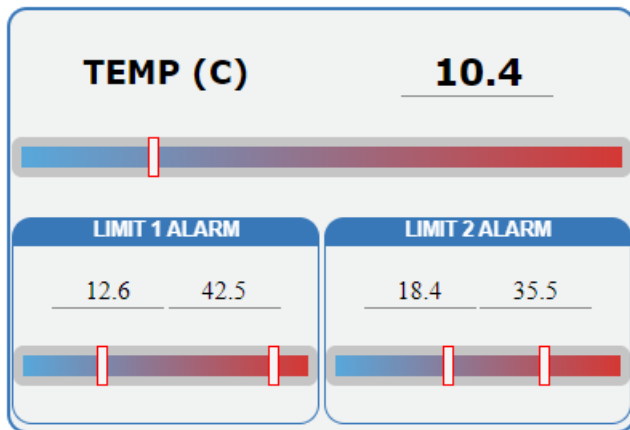 TEMP (C) 10.4
LIMIT 1 ALARM
12.6 42.5
LIMIT 2 ALARM
18.4 35.5